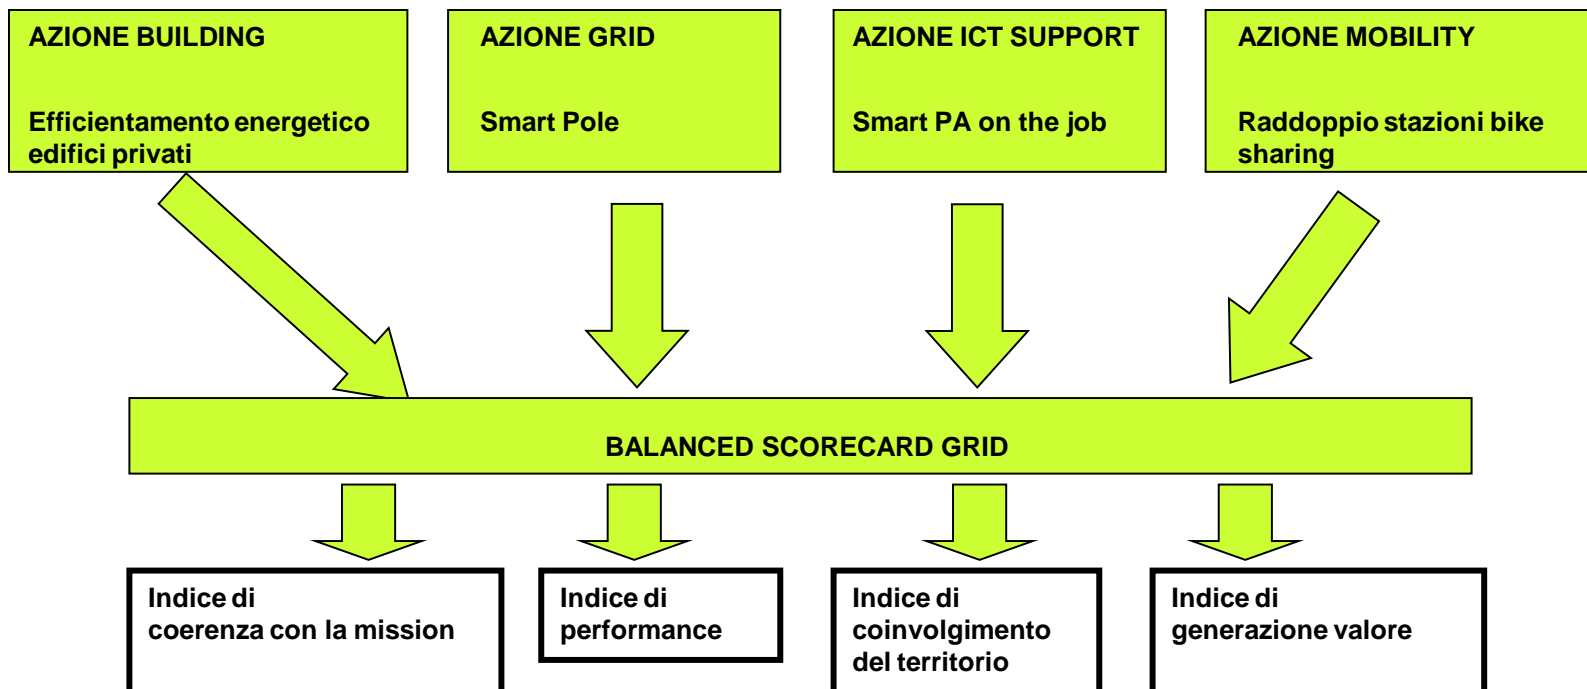 AZIONE BUILDING
Efficientamento energetico
edifici privati
AZIONE GRID
Smart Pole
AZIONE ICT SUPPORT
Smart PA on the job
AZIONE MOBILITY
Raddoppio stazioni bike
sharing
BALANCED SCORECARD GRID
Indice di
coerenza con la mission
Indice di
performance
Indice di
coinvolgimento
del territorio
Indice di
generazione valore